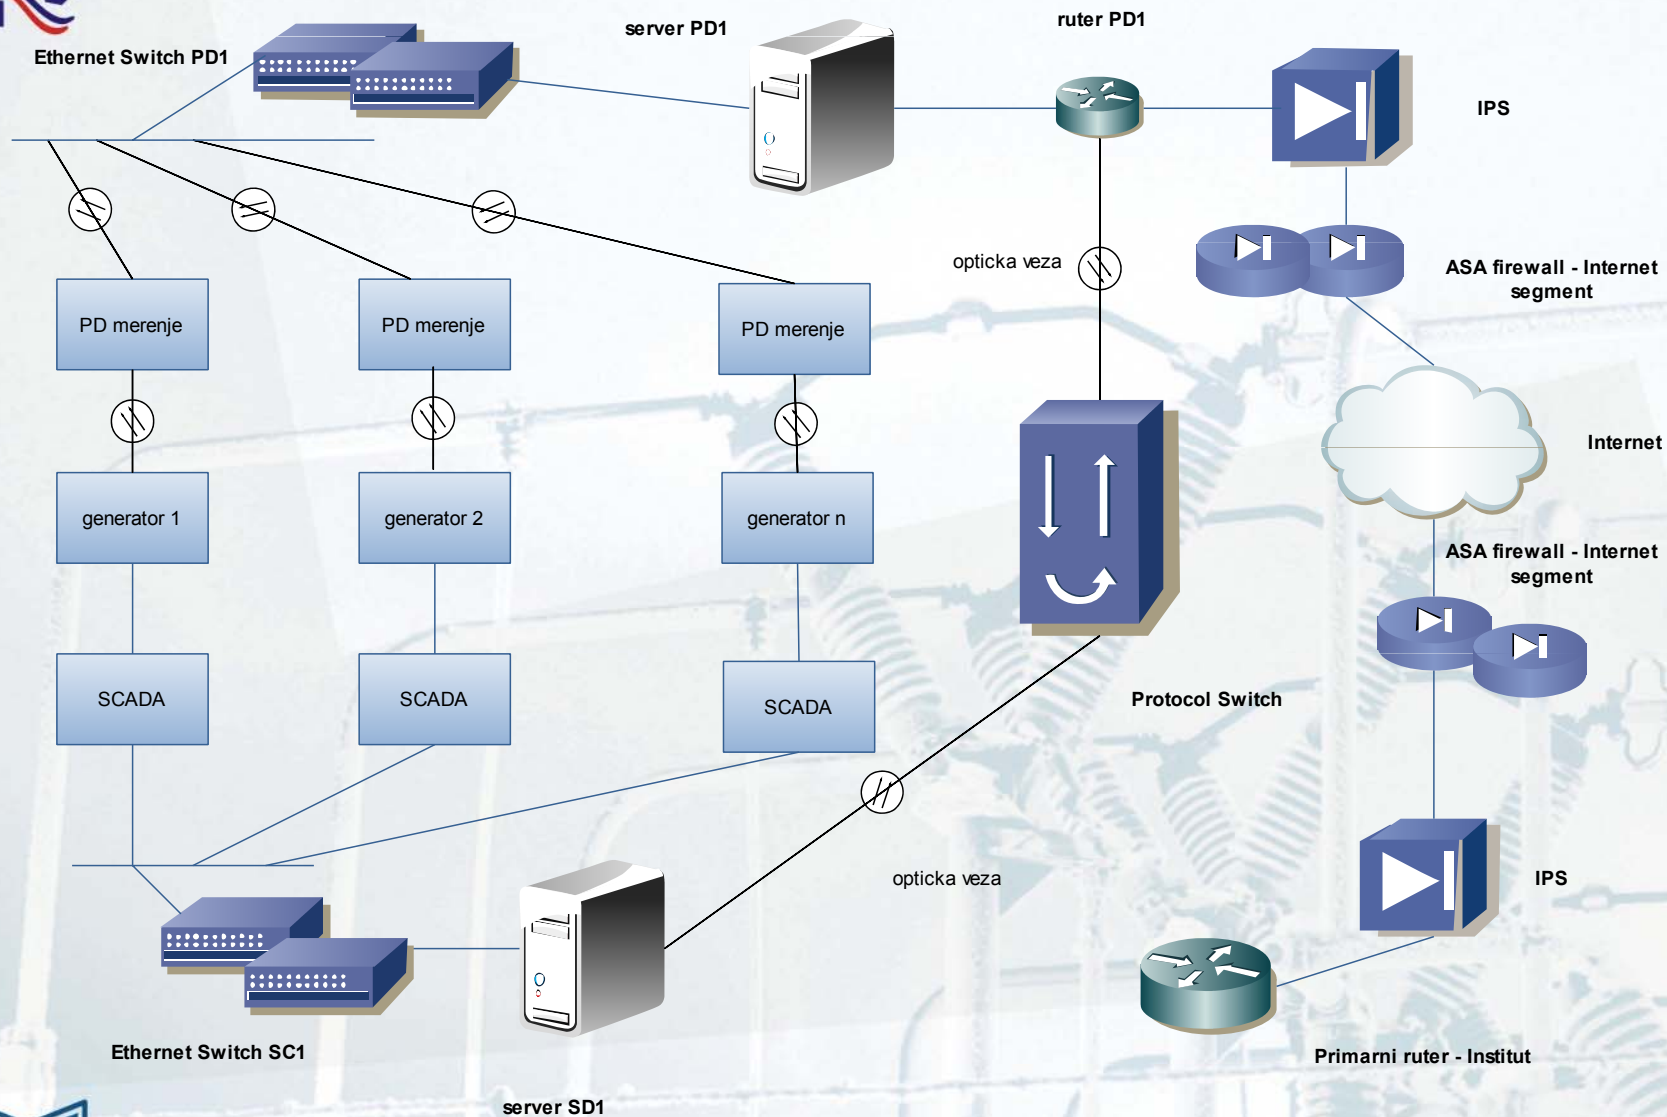 server PD1
ruter PD1
Ethernet Switch PD1
IPS
opticka veza
ASA firewall - Internet
segment
PD merenje
PD merenje
PD merenje
Internet
generator 1
generator 2
generator n
ASA firewall - Internet
segment
SCADA
SCADA
SCADA
Protocol Switch
opticka veza
IPS
Ethernet Switch SC1
Primarni ruter - Institut
server SD1